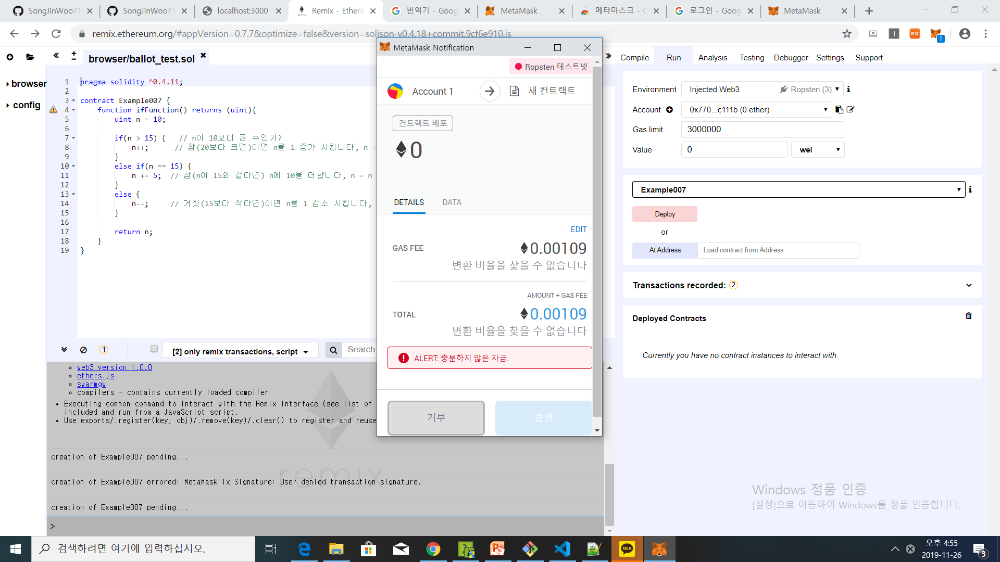 SongJinWoo71
SongJinWoo71
localhost:3000
Remix - Ethere
번역기 - Goog
MetaMask
메타마스크 - C
로그인 - Goog
MetaMask
remix.ethereum.org/#appVersion=0.7.7&optimize=false&version=soljson-v0.4.18+commit.9cf6e910.js
EX
1
browser/ballot_test.sol
browser
config
1 pragma solidity ^0.4.11;
2
3 contract Example007 {
4 function ifFunction() returns (uint){
5 uint n = 10;
6
7 if(n > 15) { // n이 10보다 큰 수인가?
8 n++; // 참(20보다 크면)이면 n을 1 증가 시킵니다, n =
9 }
10 else if(n == 15) {
11 n += 5; // 참(n이 15와 같다면) n에 10을 더합니다, n = n
12 }
13 else {
14 n--; // 거짓(15보다 작다면)이면 n을 1 감소 시킵니다,
15 }
16
17 return n;
18 }
19 }
1
[2] only remix transactions, script
Search
web3 version 1.0.0
ethers.js
swarmgw
compilers - contains currently loaded compiler
Executing common command to interact with the Remix interface (see list of
included and run from a JavaScript script.
Use exports/.register(key, obj)/.remove(key)/.clear() to register and reuse
creation of Example007 pending...
remix
creation of Example007 errored: MetaMask Tx Signature: User denied transaction signature.
creation of Example007 pending...
>
MetaMask Notification
Ropsten 테스트넷
Account 1
새 컨트랙트
컨트랙트 배포
0
DETAILS
DATA
EDIT
GAS FEE
0.00109
변환 비율을 찾을 수 없습니다
AMOUNT + GAS FEE
TOTAL
0.00109
변환 비율을 찾을 수 없습니다
ALERT: 충분하지 않은 자금.
거부
승인
Compile
Run
Analysis
Testing
Debugger
Settings
Support
Environment
Injected Web3
Ropsten (3)
Account
0x770...c111b (0 ether)
Gas limit
3000000
Value
0
wei
Example007
Deploy
or
At Address
Load contract from Address
Transactions recorded: 2
Deployed Contracts
Currently you have no contract instances to interact with.
Windows 정품 인증
[설정]으로 이동하여 Windows를 정품 인증합니다.
검색하려면 여기에 입력하십시오.
TALK
오후 4:55
2019-11-26
3